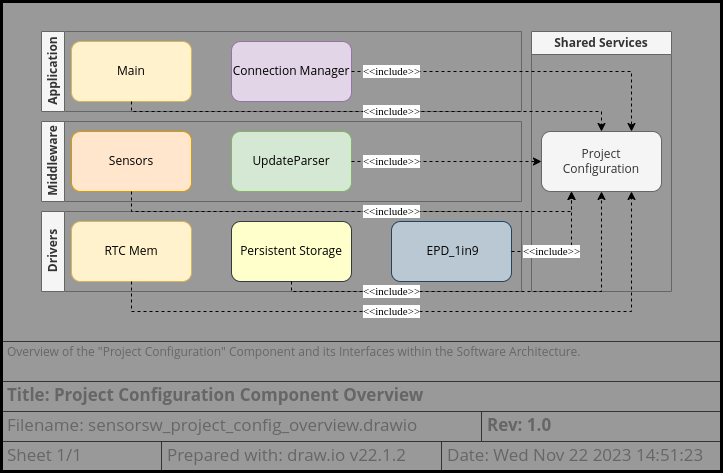 Shared Services
Application
Main
Connection Manager
<<include>>
<<include>>
Middleware
Sensors
UpdateParser
<<include>>
Project
Configuration
<<include>>
Drivers
RTC Mem
Persistent Storage
EPD_1in9
<<include>>
<<include>>
<<include>>
Overview of the "Project Configuration" Component and its Interfaces within the Software Architecture.
Title: Project Configuration Component Overview
Filename: sensorsw_project_config_overview.drawio
Rev: 1.0
Sheet 1/1
Prepared with: draw.io v22.1.2
Date: Wed Nov 22 2023 14:51:23